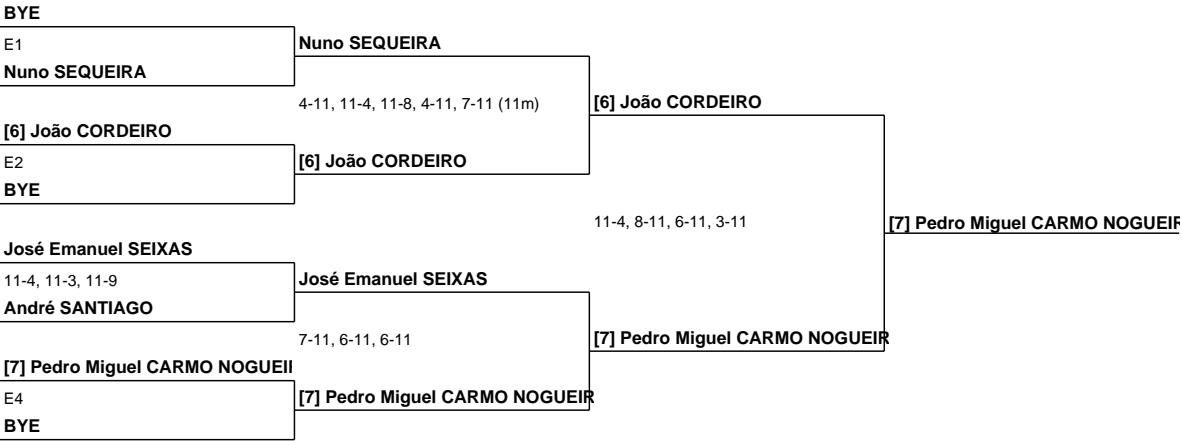 BYE
E1
Nuno SEQUEIRA
Nuno SEQUEIRA
4-11, 11-4, 11-8, 4-11, 7-11 (11m)
[6] João CORDEIRO
[6] João CORDEIRO
E2
[6] João CORDEIRO
BYE
11-4, 8-11, 6-11, 3-11
[7] Pedro Miguel CARMO NOGUEIR
José Emanuel SEIXAS
11-4, 11-3, 11-9
José Emanuel SEIXAS
André SANTIAGO
7-11, 6-11, 6-11
[7] Pedro Miguel CARMO NOGUEIR
[7] Pedro Miguel CARMO NOGUEI
E4
[7] Pedro Miguel CARMO NOGUEIR
BYE